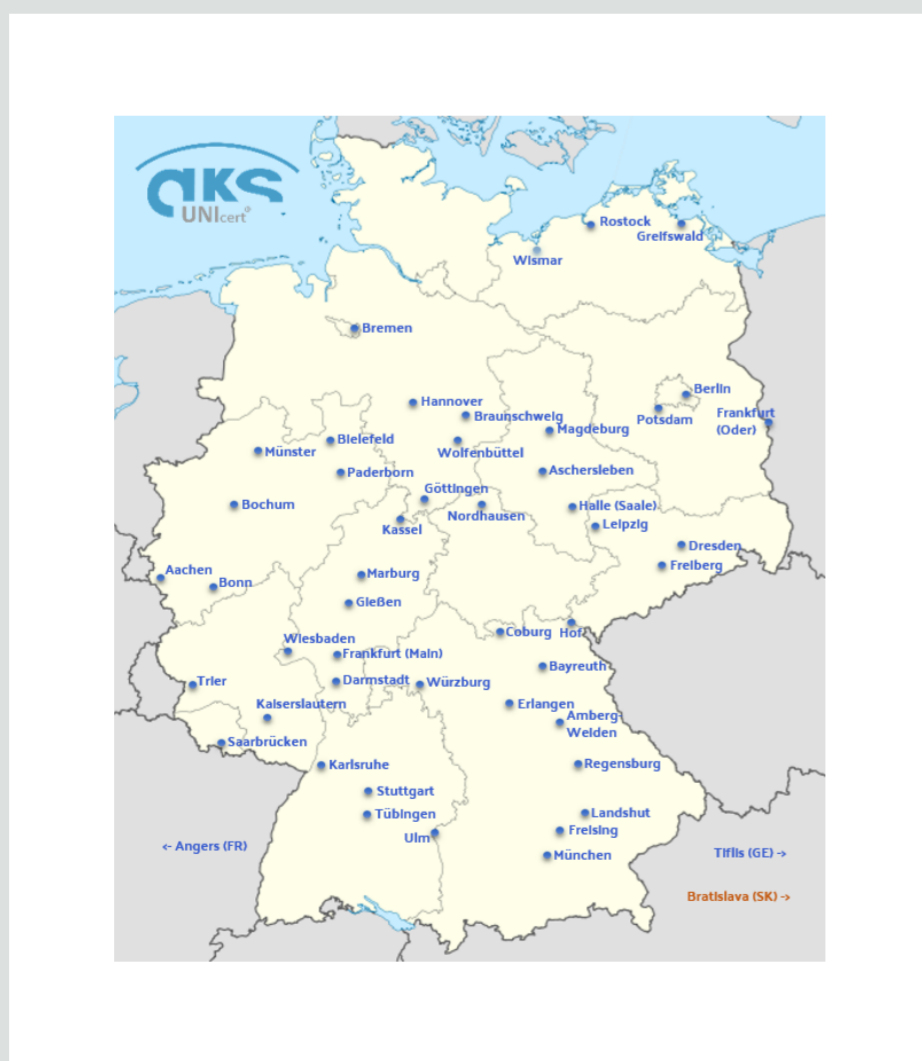 aks
UNIcert®
Rostock
Greifswald
Wismar
Bremen
Berlin
Hannover
Potsdam
Frankfurt
(Oder)
Braunschweig
Magdeburg
Bielefeld
Münster
Wolfenbüttel
Paderborn
Aschersleben
Göttingen
Bochum
Nordhausen
Halle (Saale)
Kassel
Leipzig
Dresden
Freiberg
Aachen
Bonn
Marburg
Gießen
Coburg
Hof
Wiesbaden
Frankfurt (Main)
Bayreuth
Trier
Darmstadt
Würzburg
Kaiserslautern
Erlangen
Amberg-
Weiden
Saarbrücken
Karlsruhe
Regensburg
Stuttgart
Tübingen
Landshut
Ulm
Freising
← Angers (FR)
München
Tiflis (GE) →
Bratislava (SK) →